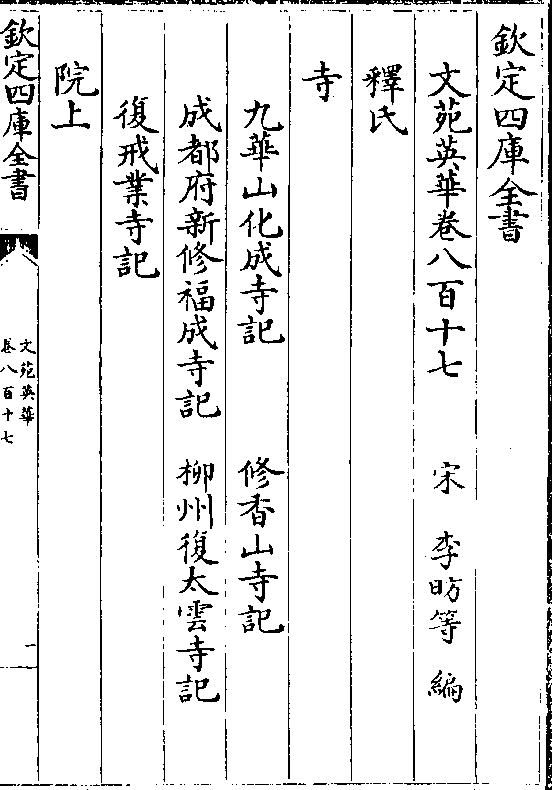 欽定四庫全書
文苑英華卷八百十七 宋 李昉等 編
釋氏
寺
九華山化成寺記 修香山寺記
成都府新修福成寺記 柳州復太雲寺記
復戒業寺記
院上
欽定四庫全書
文苑英華
卷八百十七
一